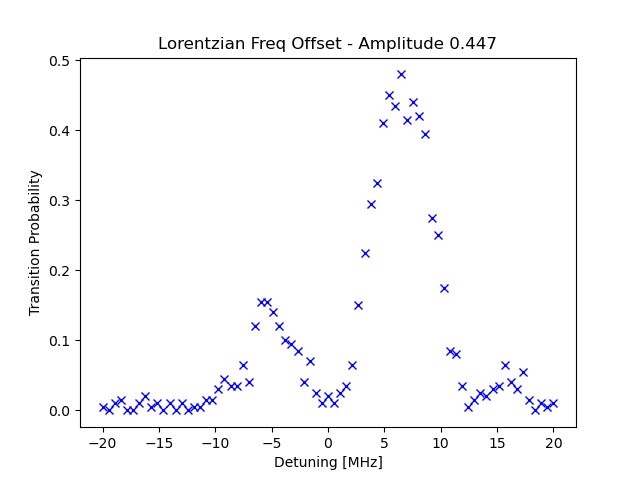 Lorentzian Freq Offset - Amplitude 0.447
0.5
0.4
0.3
0.2
0.1
0.0
Transition Probability
−20 −15 −10 −5 0 5 10 15 20
Detuning [MHz]